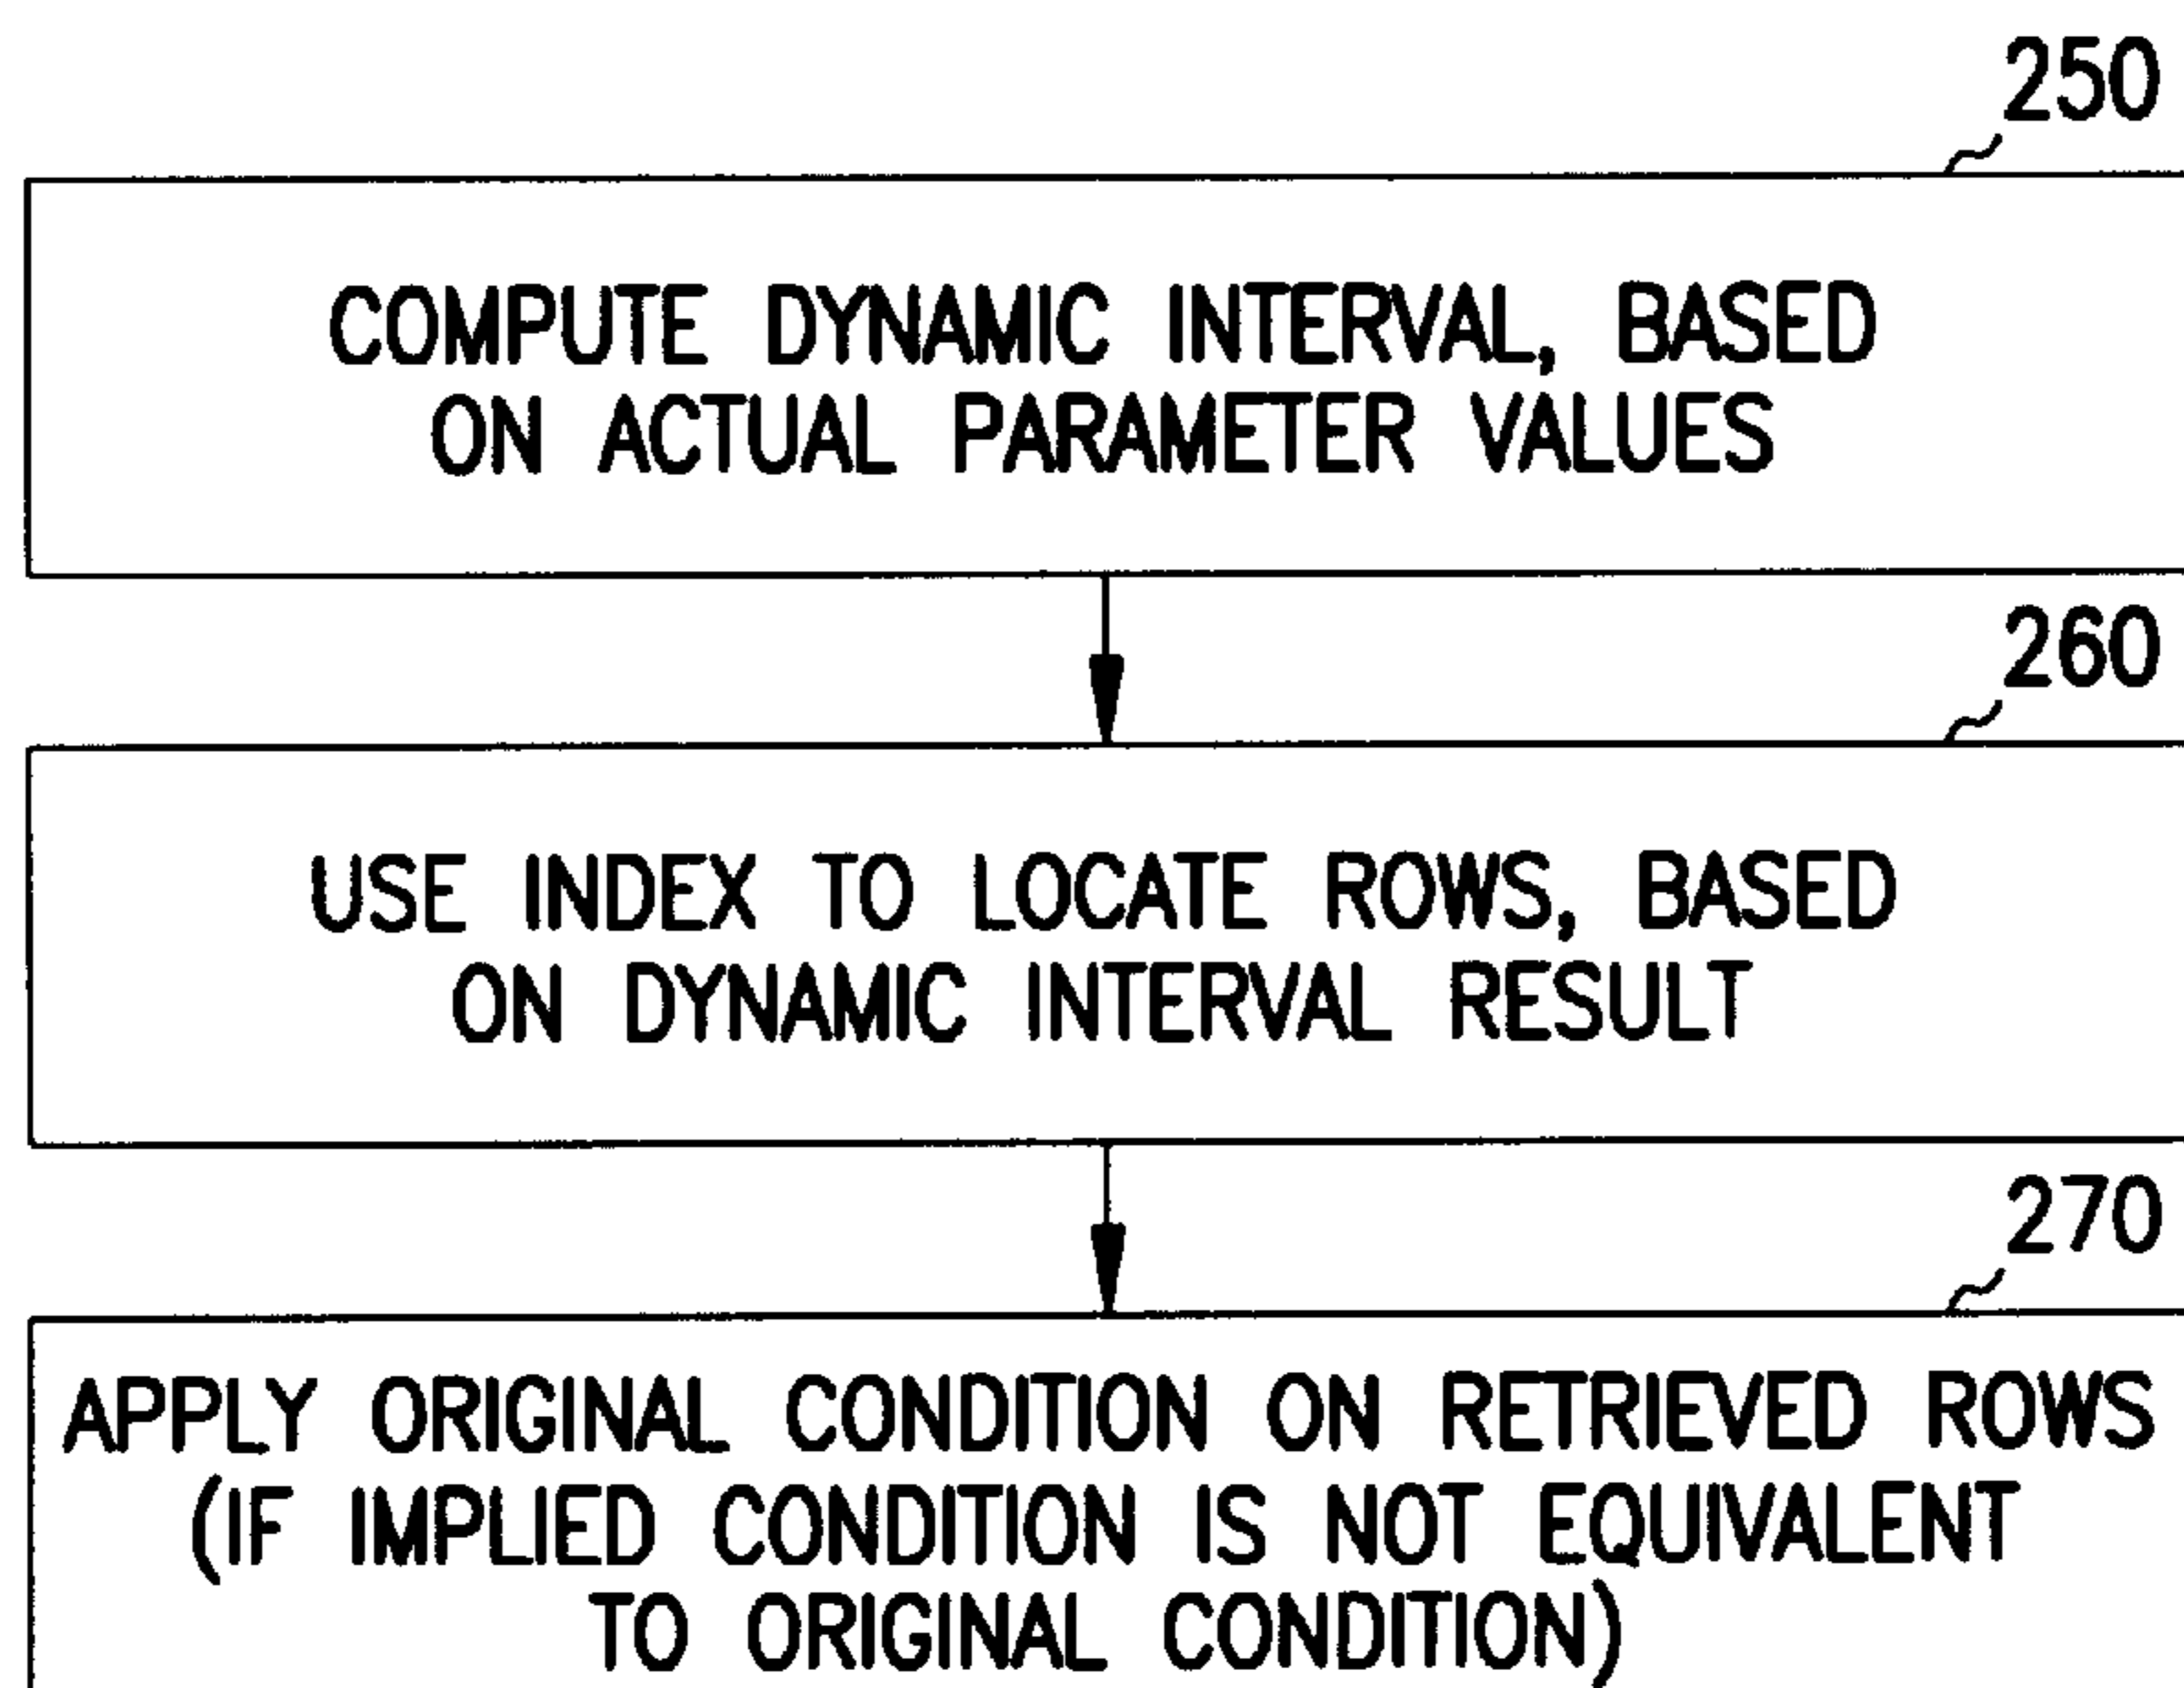 250
COMPUTE DYNAMIC INTERVAL, BASED
ON ACTUAL PARAMETER VALUES
260
USE INDEX TO LOCATE ROWS, BASED
ON DYNAMIC INTERVAL RESULT
270
APPLY ORIGINAL CONDITION ON RETRIEVED ROWS
(IF IMPLIED CONDITION IS NOT EQUIVALENT
TO ORIGINAL CONDITION)